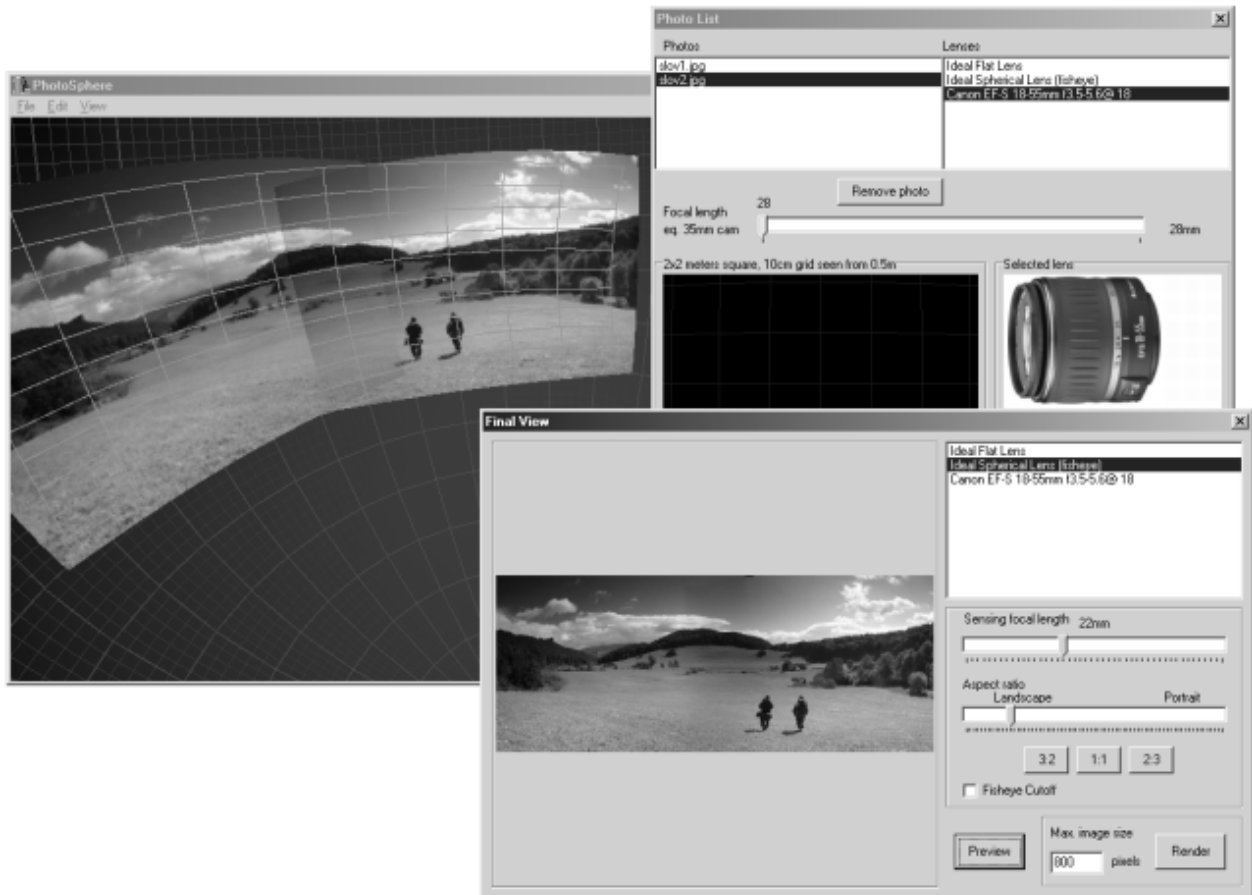 Photo List
Photos
Lenses
slov1.jpg
slov2.jpg
Ideal Flat Lens
Ideal Spherical Lens (fisheye)
Canon EF-S 18-55mm f3.5-5.6@ 18
Remove photo
Focal length
eq. 35mm cam
28
28mm
2x2 meters square, 10cm grid seen from 0.5m
Selected lens
PhotoSphere
File Edit View
Final View
Ideal Flat Lens
Ideal Spherical Lens (fisheye)
Canon EF-S 18-55mm f3.5-5.6@ 18
Sensing focal length 22mm
Aspect ratio
Landscape Portrait
3:2 1:1 2:3
Fisheye Cutoff
Preview
Max. image size
800 pixels
Render